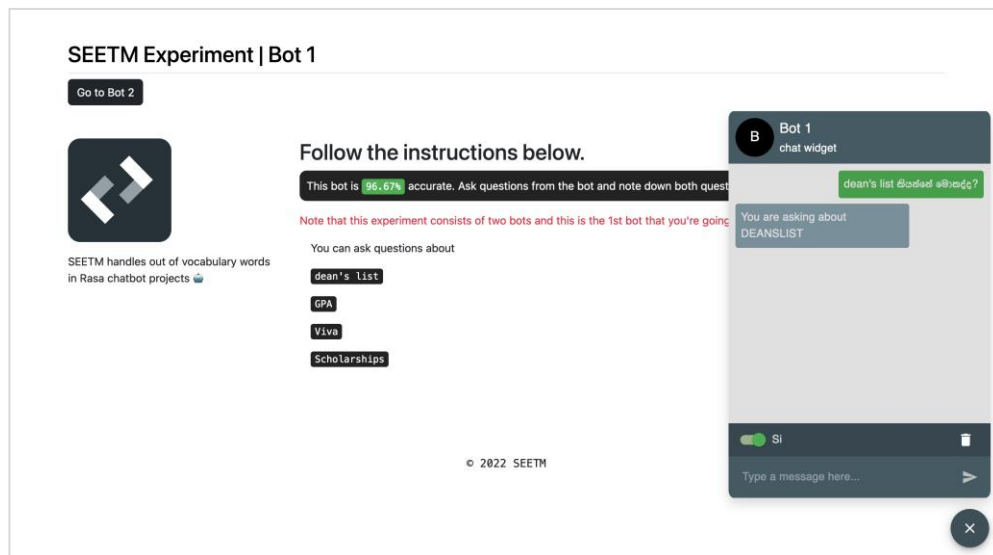 SEETM Experiment | Bot 1
Go to Bot 2
SEETM handles out of vocabulary words
in Rasa chatbot projects
Follow the instructions below.
This bot is 96.67% accurate. Ask questions from the bot and note down both quest
Note that this experiment consists of two bots and this is the 1st bot that you're going
You can ask questions about
dean's list
GPA
Viva
Scholarships
© 2022 SEETM
B
Bot 1
chat widget
dean's list කියන්නේ මොකද්ද?
You are asking about
DEANSLIST
Si
Type a message here...